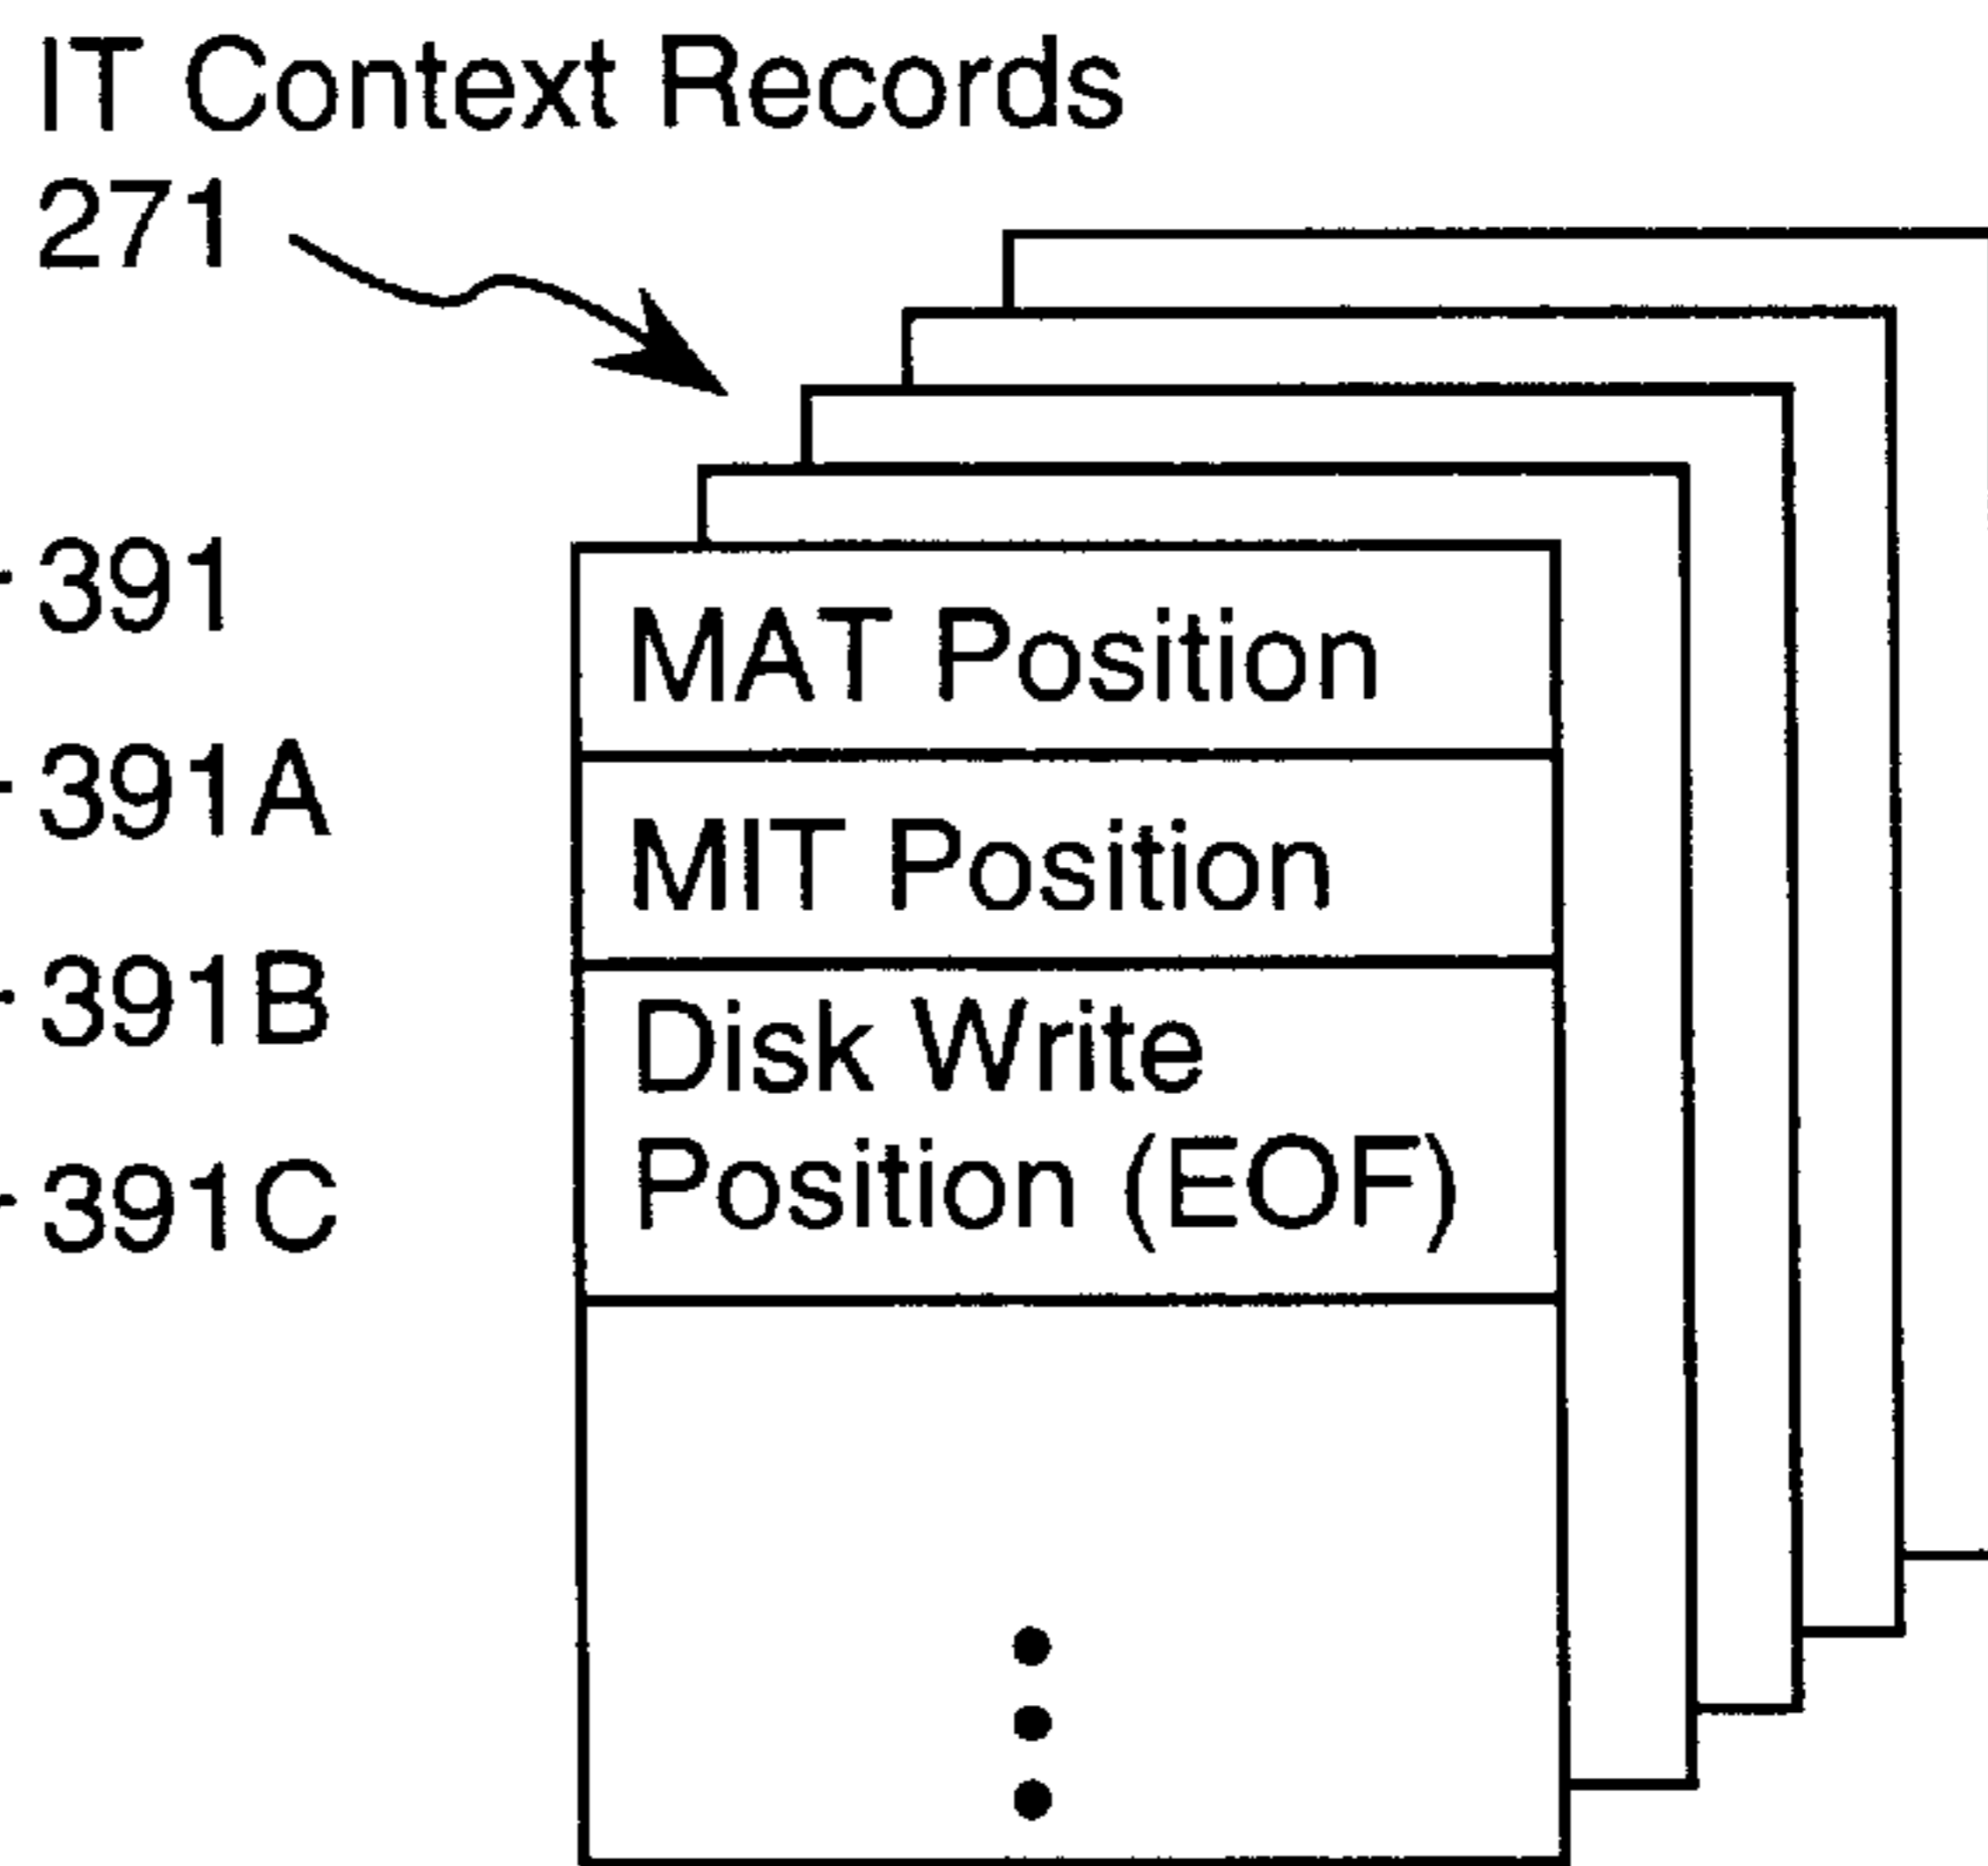 IT Context Records
271
391
MAT Position
391A
MIT Position
391B
Disk Write
Position (EOF)
391C